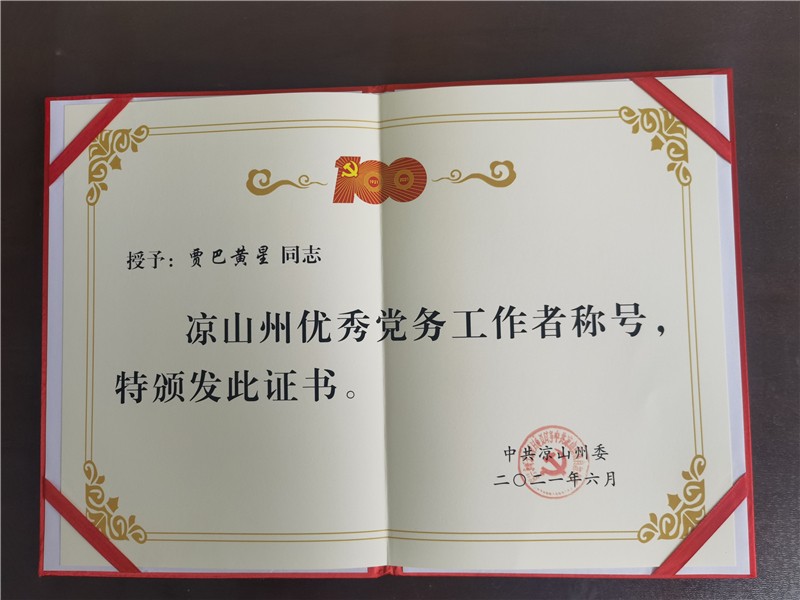 100
授予：贾巴黄星 同志
凉山州优秀党务工作者称号，
特颁发此证书。
中共凉山州委
二〇二一年六月